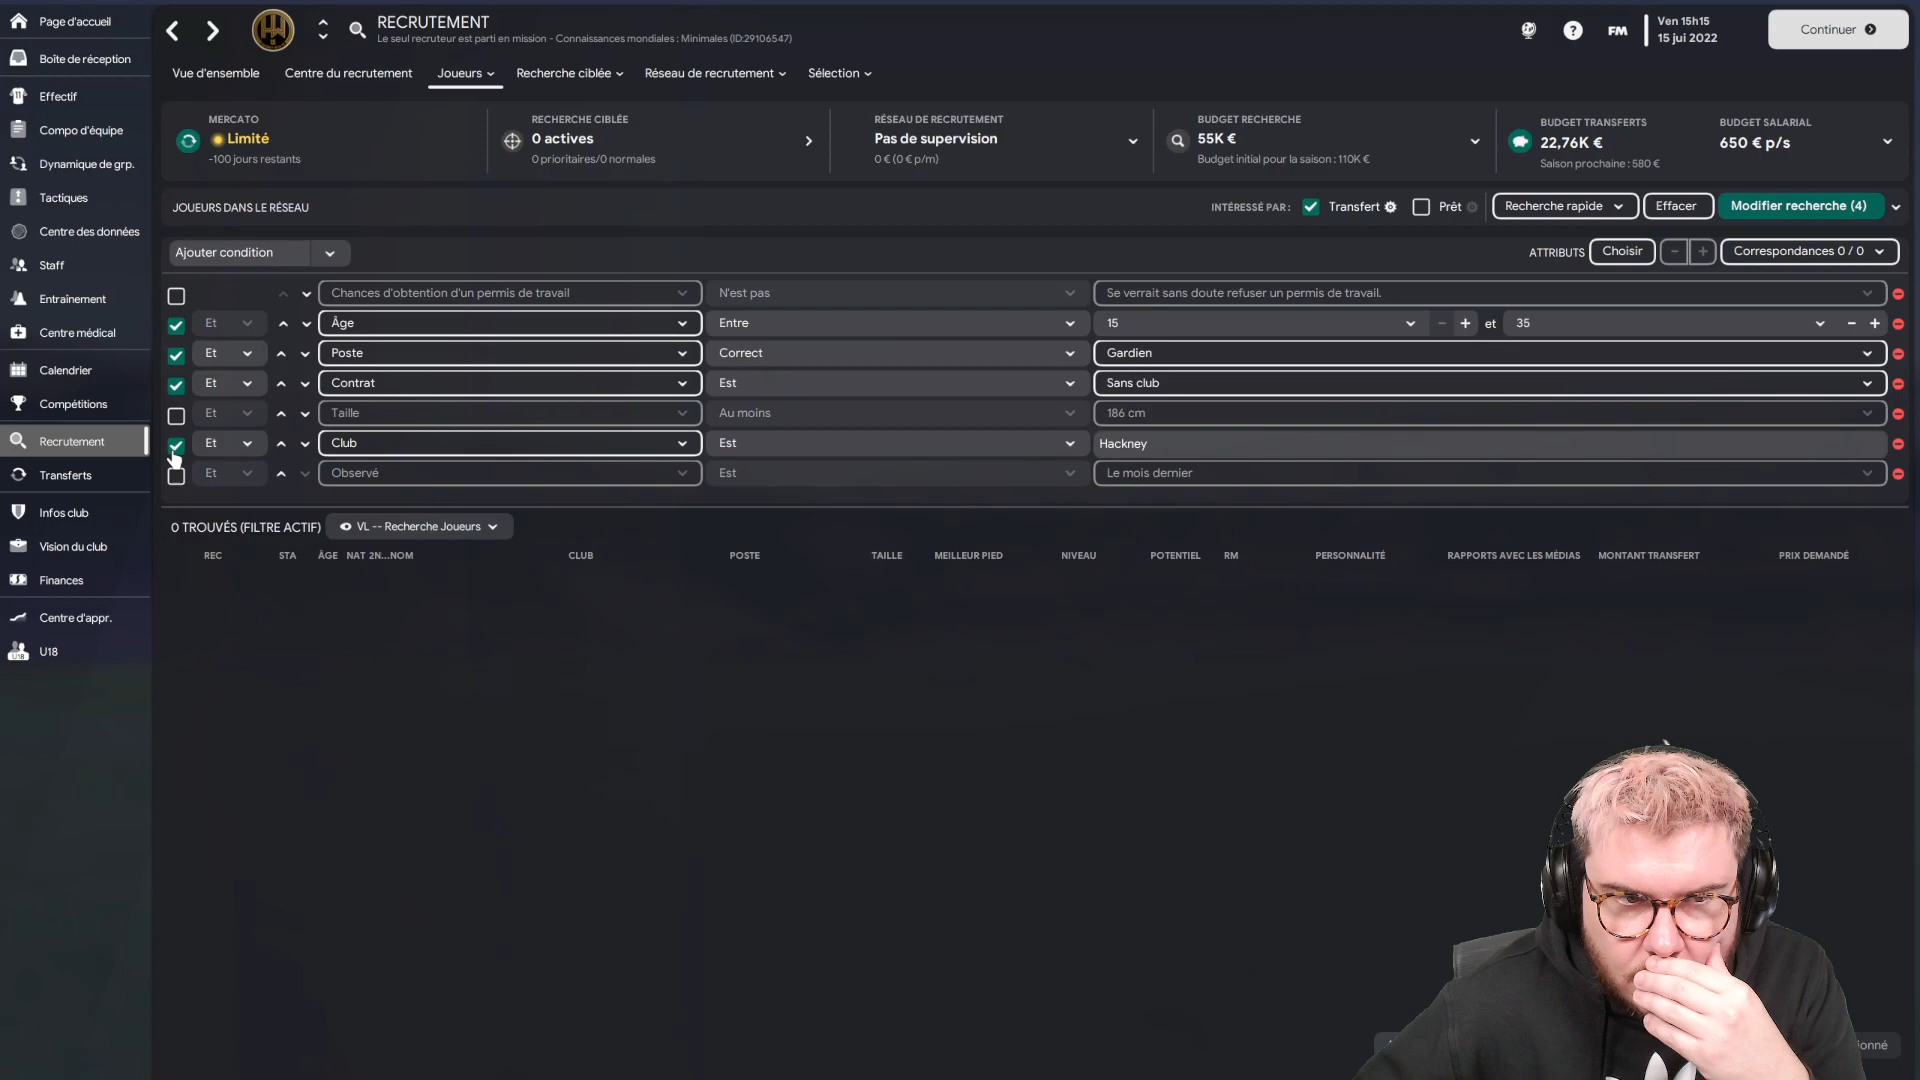 Page d'accueil
Boîte de réception
Effectif
Compo d'équipe
Dynamique de grp.
Tactiques
Centre des données
Staff
Entraînement
Centre médical
Calendrier
Compétitions
Recrutement
Transferts
Infos club
Vision du club
Finances
Centre d'appr.
U18
RECRUTEMENT
Le seul recruteur est parti en mission - Connaissances mondiales : Minimales (ID:29106547)
FM
Ven 15h15
15 jui 2022
Continuer
Vue d'ensemble Centre du recrutement Joueurs Recherche ciblée Réseau de recrutement Sélection
MERCATO
Limité
-100 jours restants
RECHERCHE CIBLÉE
0 actives
0 prioritaires/0 normales
RÉSEAU DE RECRUTEMENT
Pas de supervision
0 € (0 € p/m)
BUDGET RECHERCHE
55K €
Budget initial pour la saison : 110K €
BUDGET TRANSFERTS
22,76K €
Saison prochaine : 580 €
BUDGET SALARIAL
650 € p/s
JOUEURS DANS LE RÉSEAU INTÉRESSÉ PAR : Transfert Prêt Recherche rapide Effacer Modifier recherche (4)
Ajouter condition ATTRIBUTS Choisir - + Correspondances 0 / 0
Chances d'obtention d'un permis de travail N'est pas Se verrait sans doute refuser un permis de travail.
Et Âge Entre 15 - + et 35 - +
Et Poste Correct Gardien
Et Contrat Est Sans club
Et Taille Au moins 186 cm
Et Club Est Hackney
Et Observé Est Le mois dernier
0 TROUVÉS (FILTRE ACTIF) VL -- Recherche Joueurs
REC STA ÂGE NAT 2N...NOM CLUB POSTE TAILLE MEILLEUR PIED NIVEAU POTENTIEL RM PERSONNALITÉ RAPPORTS AVEC LES MÉDIAS MONTANT TRANSFERT PRIX DEMANDÉ